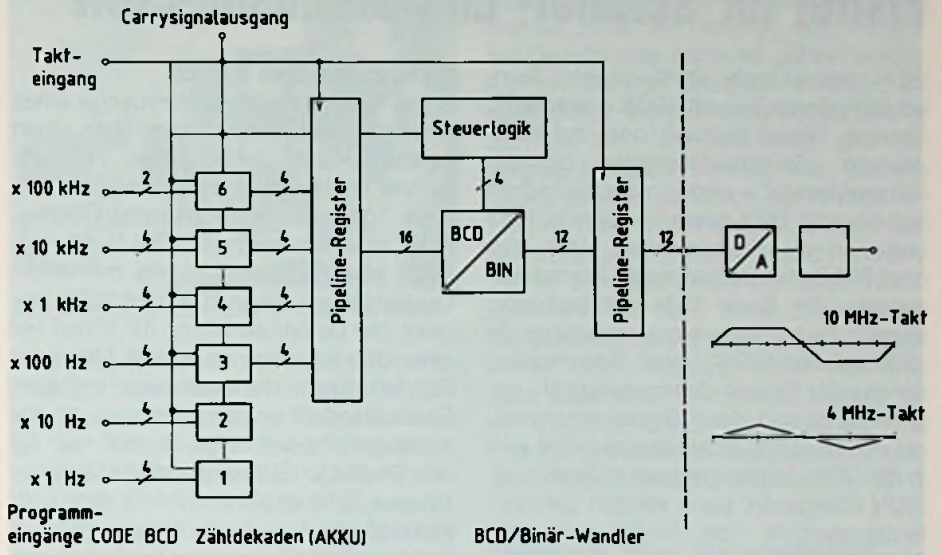 Carrysignalausgang
Takt-
eingang
Steuerlogik
4
x 100 kHz 2 6 4
x 10 kHz 4 5 4
x 1 kHz 4 4 4
x 100 Hz 4 3 4
x 10 Hz 4 2
x 1 Hz 4 1
Pipeline-Register
16
BCD
BIN
12
Pipeline-Register
12
D
A
10 MHz-Takt
4 MHz-Takt
Programm-
eingänge CODE BCD Zähldekaden (AKKU) BCD/Binär-Wandler